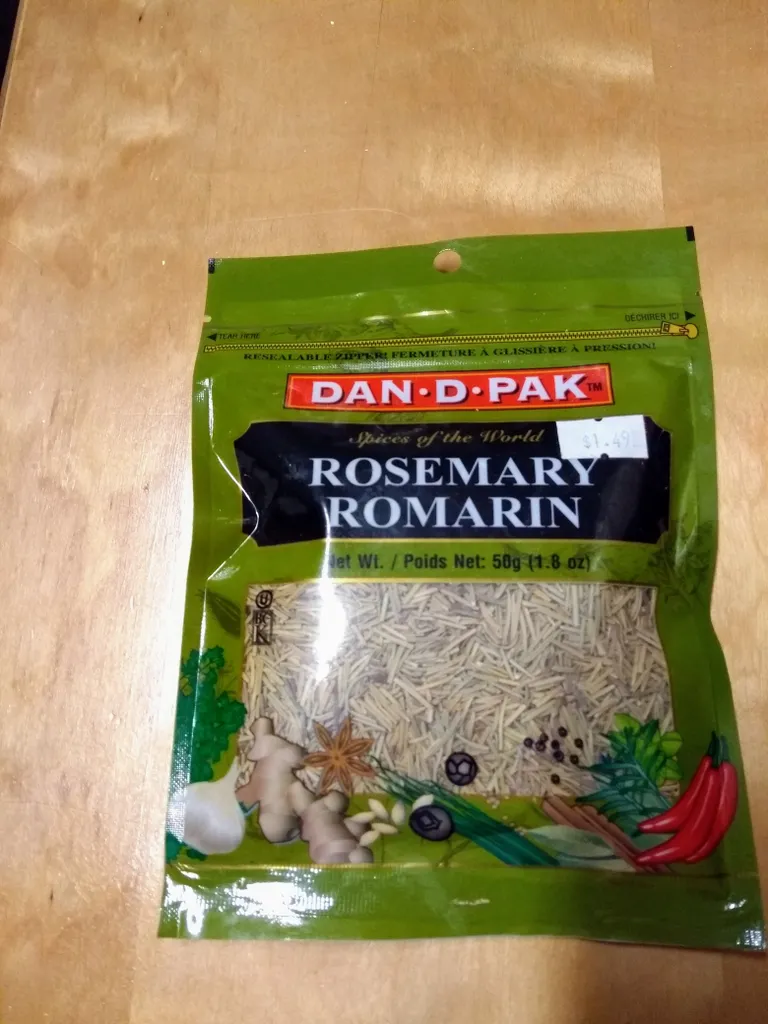 DÉCHIRER ICI
TEAR HERE
RESEALABLE ZIPPER! FERMETURE À GLISSIÈRE À PRESSION!
DAN·D·PAK™
Spices of the World
$1.49
ROSEMARY
ROMARIN
Net Wt. / Poids Net: 50g (1.8 oz)
BC
K